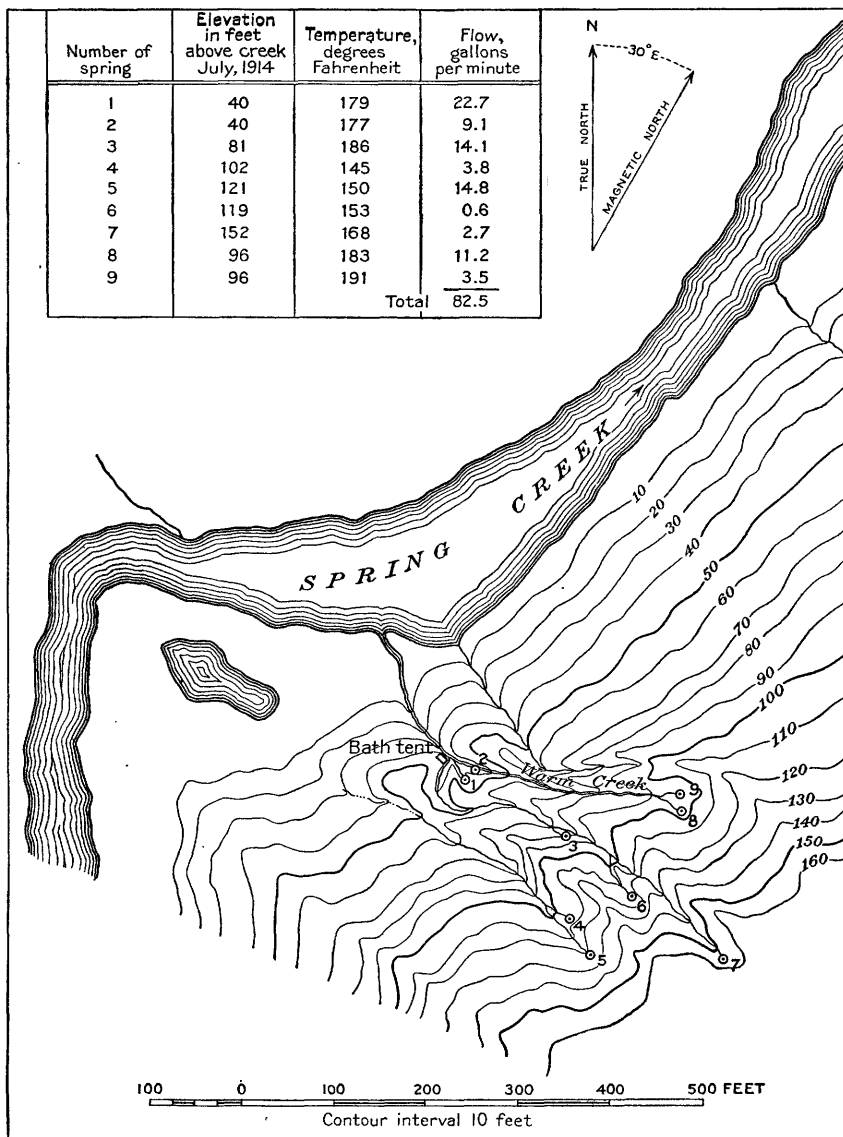 Number of spring | Elevation in feet above creek July, 1914 | Temperature, degrees Fahrenheit | Flow, gallons per minute
1 40 179 22.7
2 40 177 9.1
3 81 186 14.1
4 102 145 3.8
5 121 150 14.8
6 119 153 0.6
7 152 168 2.7
8 96 183 11.2
9 96 191 3.5
Total 82.5
N
30°E
TRUE NORTH
MAGNETIC NORTH
SPRING CREEK
10
20
30
40
50
60
70
80
90
100
110
120
130
140
150
160
Bath tent
Warm Creek
2
1
9
8
3
6
4
5
7
100 0 100 200 300 400 500 FEET
Contour interval 10 feet